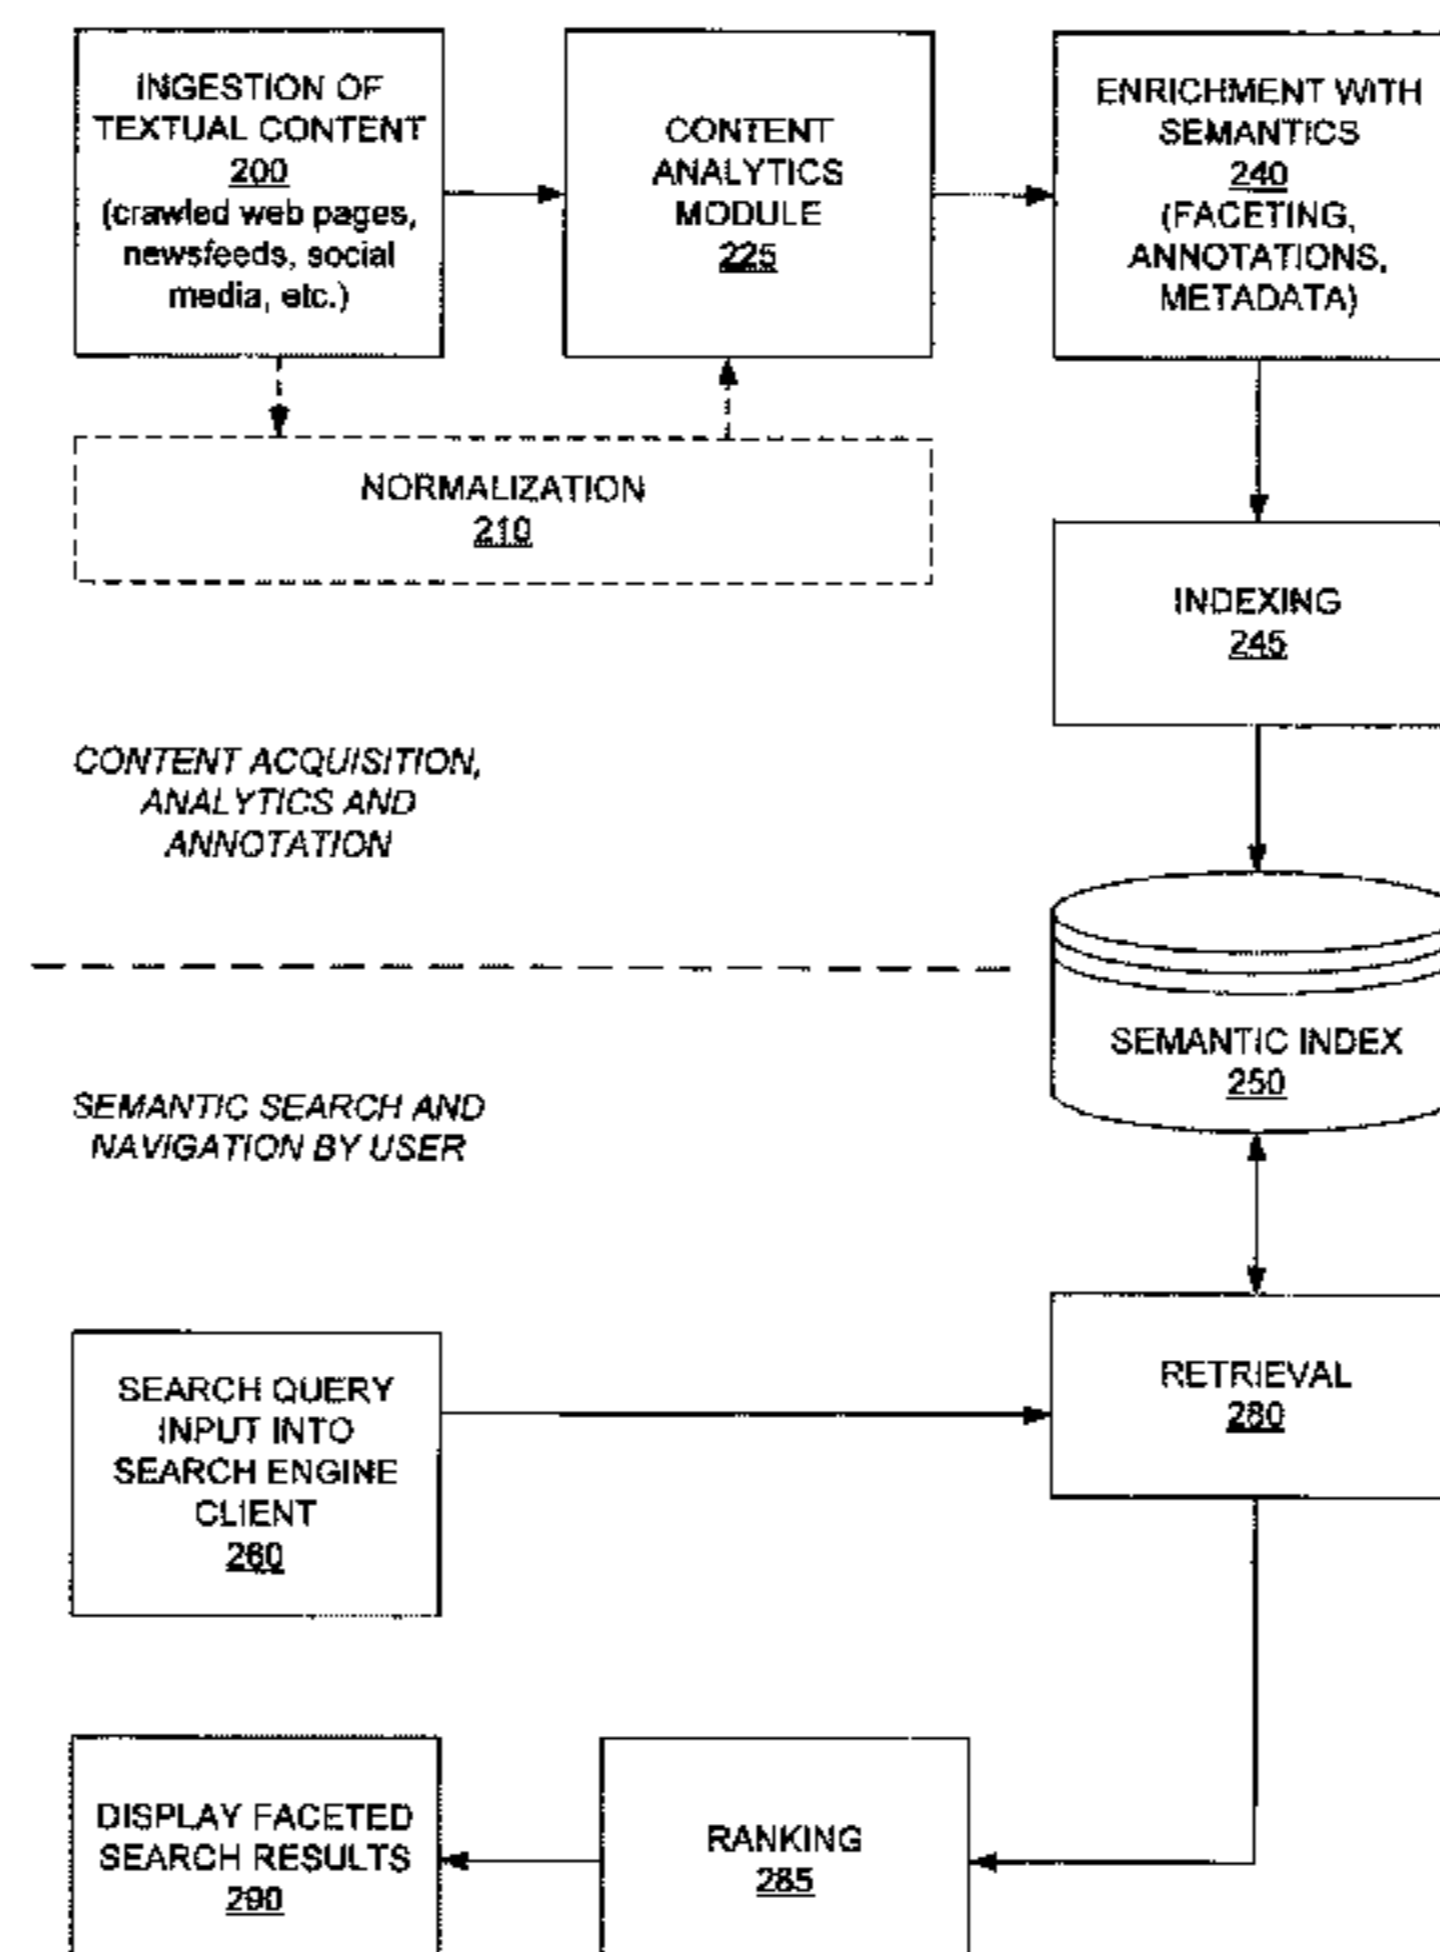 INGESTION OF
TEXTUAL CONTENT
200
(crawled web pages,
newsfeeds, social
media, etc.)
CONTENT
ANALYTICS
MODULE
225
ENRICHMENT WITH
SEMANTICS
240
(FACETING,
ANNOTATIONS,
METADATA)
NORMALIZATION
210
INDEXING
245
CONTENT ACQUISITION,
ANALYTICS AND
ANNOTATION
SEMANTIC INDEX
250
SEMANTIC SEARCH AND
NAVIGATION BY USER
RETRIEVAL
280
SEARCH QUERY
INPUT INTO
SEARCH ENGINE
CLIENT
260
DISPLAY FACETED
SEARCH RESULTS
290
RANKING
285